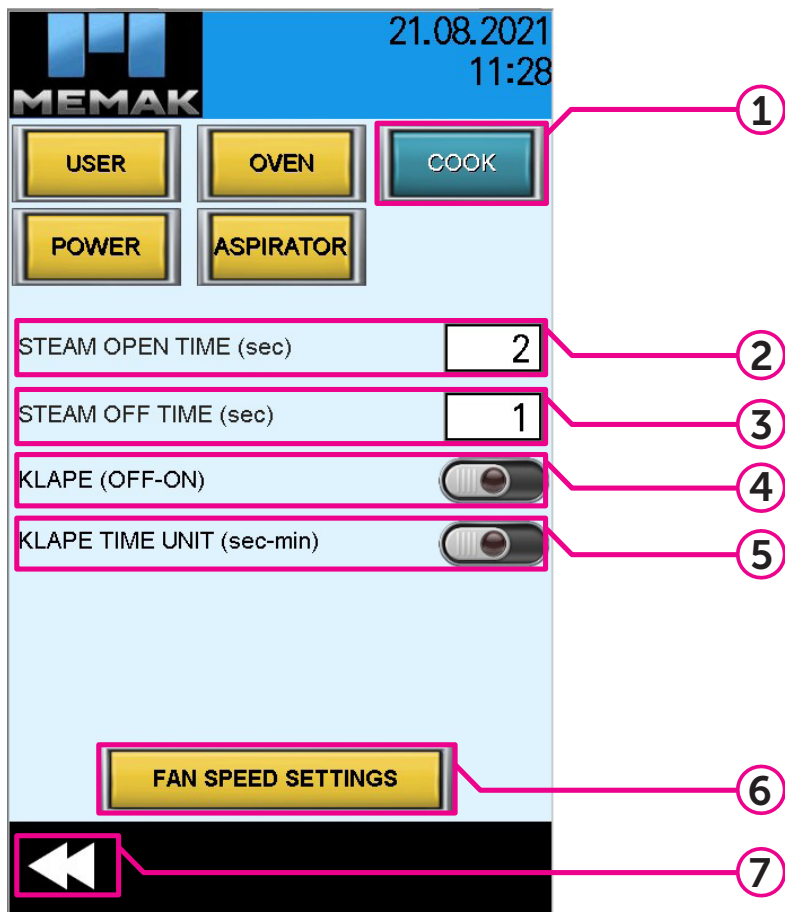 MEMAK
21.08.2021
11:28
1
USER
OVEN
COOK
POWER
ASPIRATOR
STEAM OPEN TIME (sec)
2
2
STEAM OFF TIME (sec)
1
3
KLAPE (OFF-ON)
4
KLAPE TIME UNIT (sec-min)
5
FAN SPEED SETTINGS
6
7